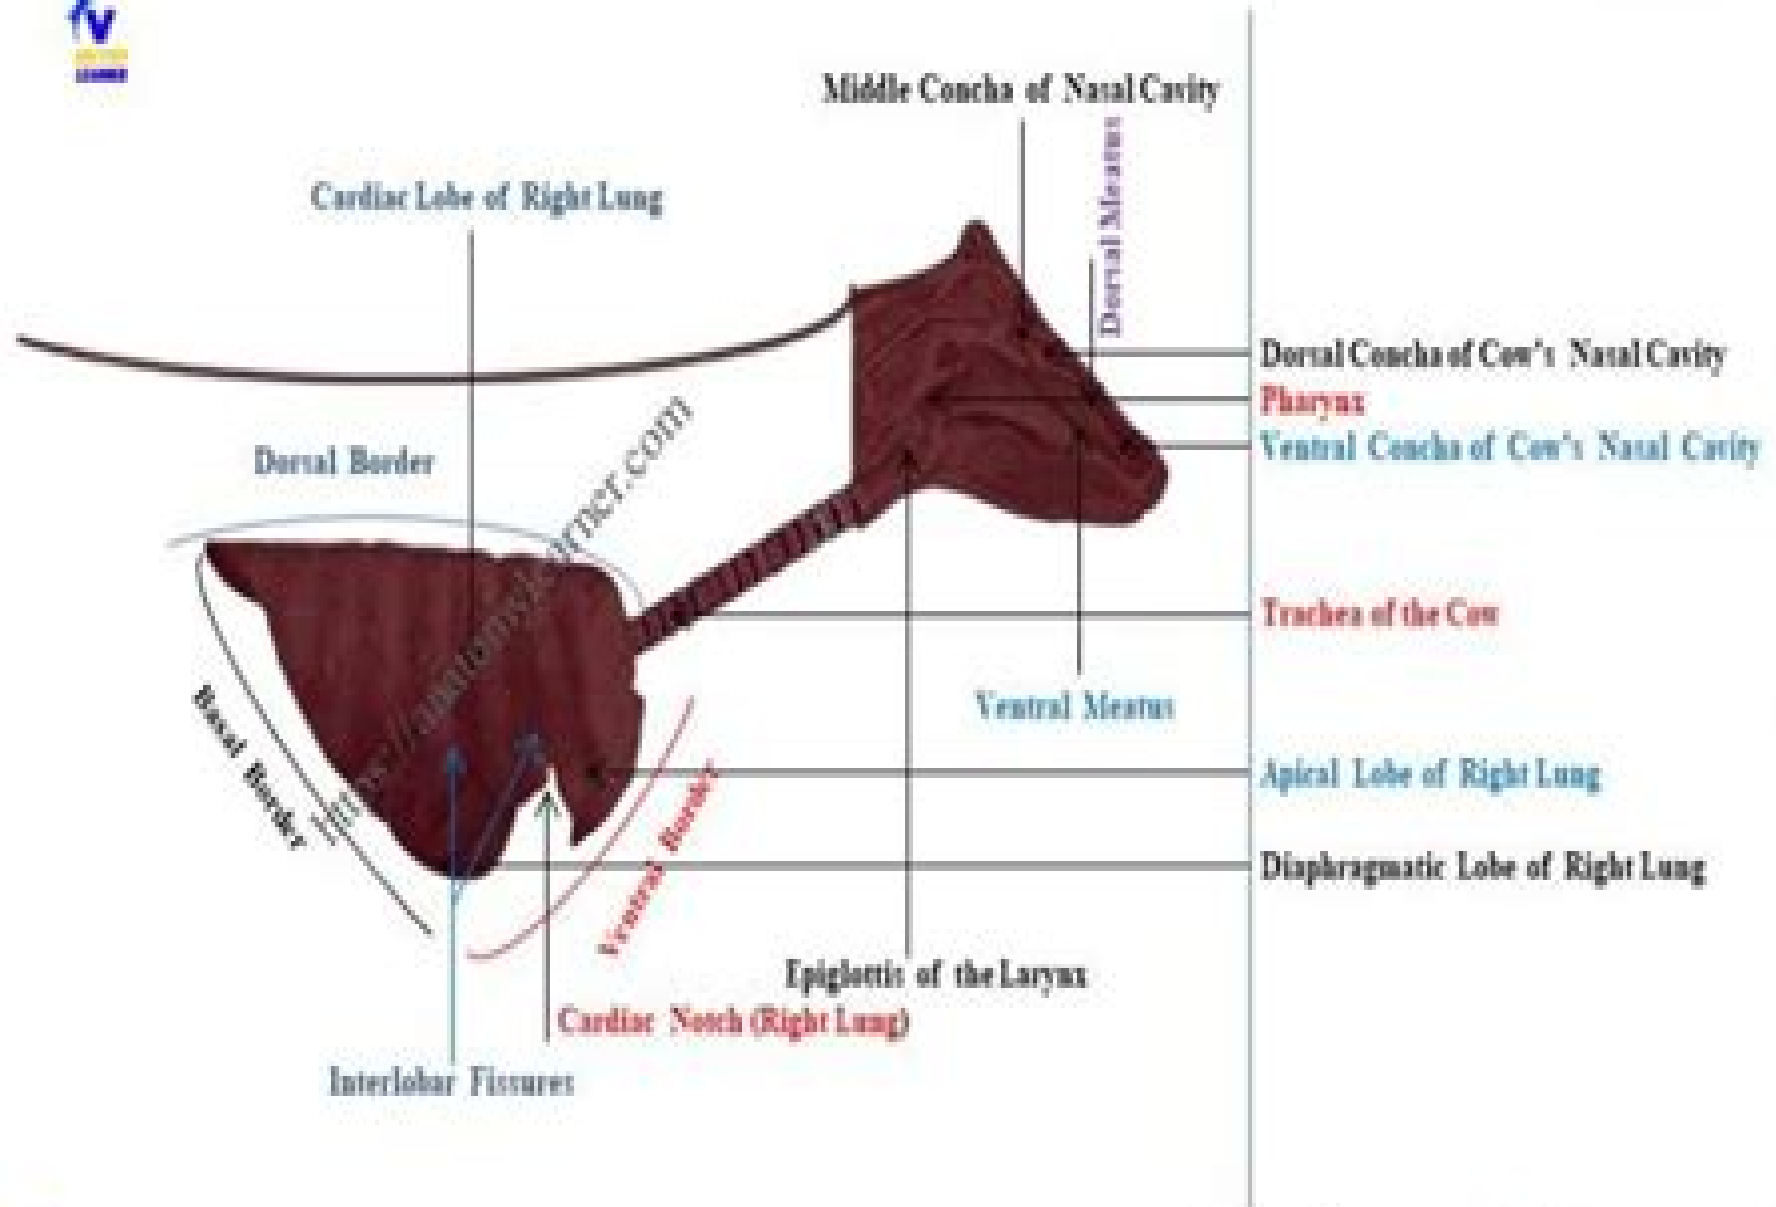 LEARNER
Middle Concha of Nasal Cavity
Dorsal Meatus
Cardiac Lobe of Right Lung
Dorsal Concha of Cow's Nasal Cavity
Pharynx
Ventral Concha of Cow's Nasal Cavity
Dorsal Border
Trachea of the Cow
Ventral Meatus
Basal Border
Apical Lobe of Right Lung
Ventral Border
Diaphragmatic Lobe of Right Lung
Epiglottis of the Larynx
Cardiac Notch (Right Lung)
Interlobar Fissures